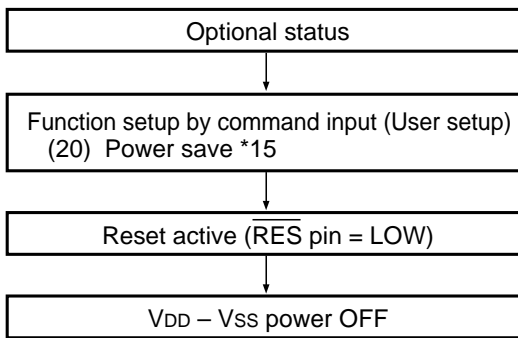 Optional status
Function setup by command input (User setup)
(20) Power save *15
Reset active (R̅E̅S̅ pin = LOW)
VDD – VSS power OFF